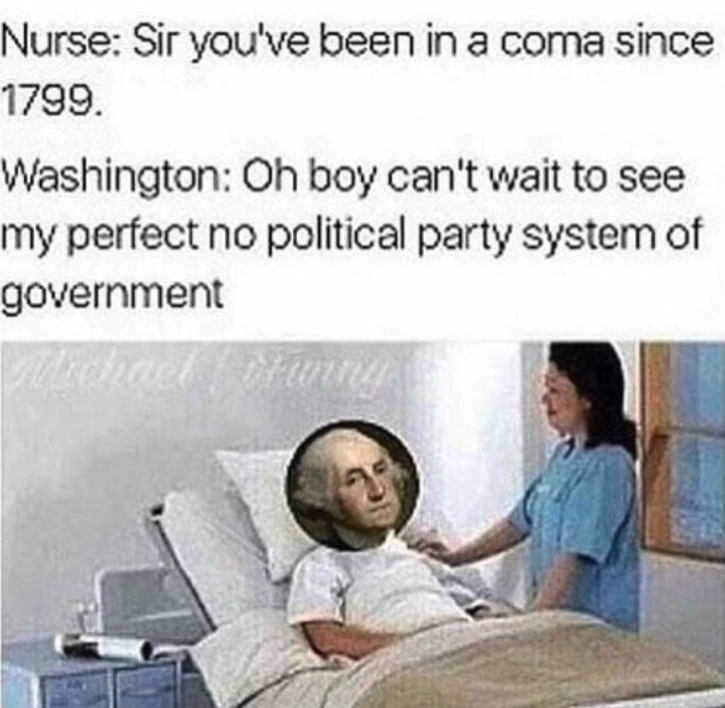 Nurse: Sir you've been in a coma since
1799.
Washington: Oh boy can't wait to see
my perfect no political party system of
government